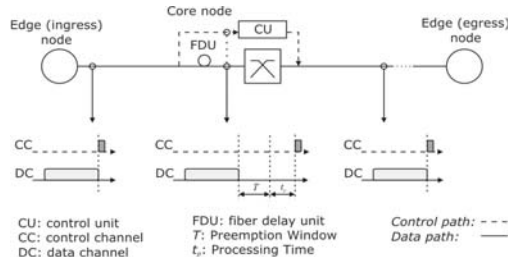 Edge (ingress)
node
Core node
CU
FDU
Edge (egress)
node
CC
DC
CC
DC
T
tp
CC
DC
CU: control unit
CC: control channel
DC: data channel
FDU: fiber delay unit
T: Preemption Window
tp: Processing Time
Control path:
Data path: